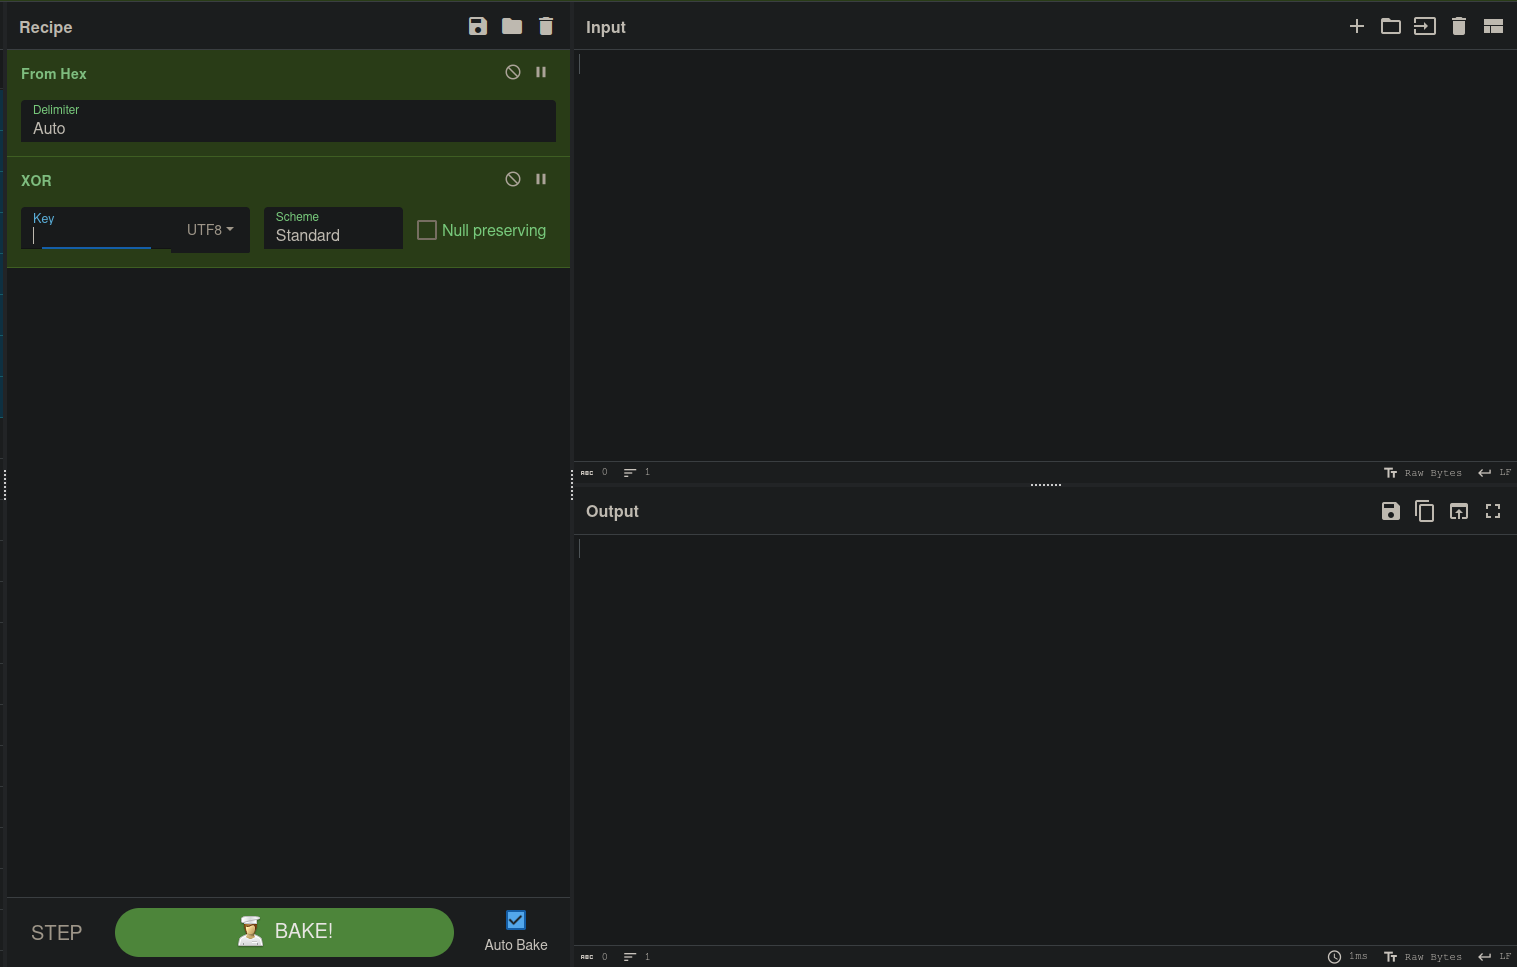 Recipe
From Hex
Delimiter
Auto
XOR
Key
UTF8
Scheme
Standard
Null preserving
STEP
BAKE!
Auto Bake
Input
ABC 0 1
Raw Bytes LF
Output
ABC 0 1
1ms Raw Bytes LF